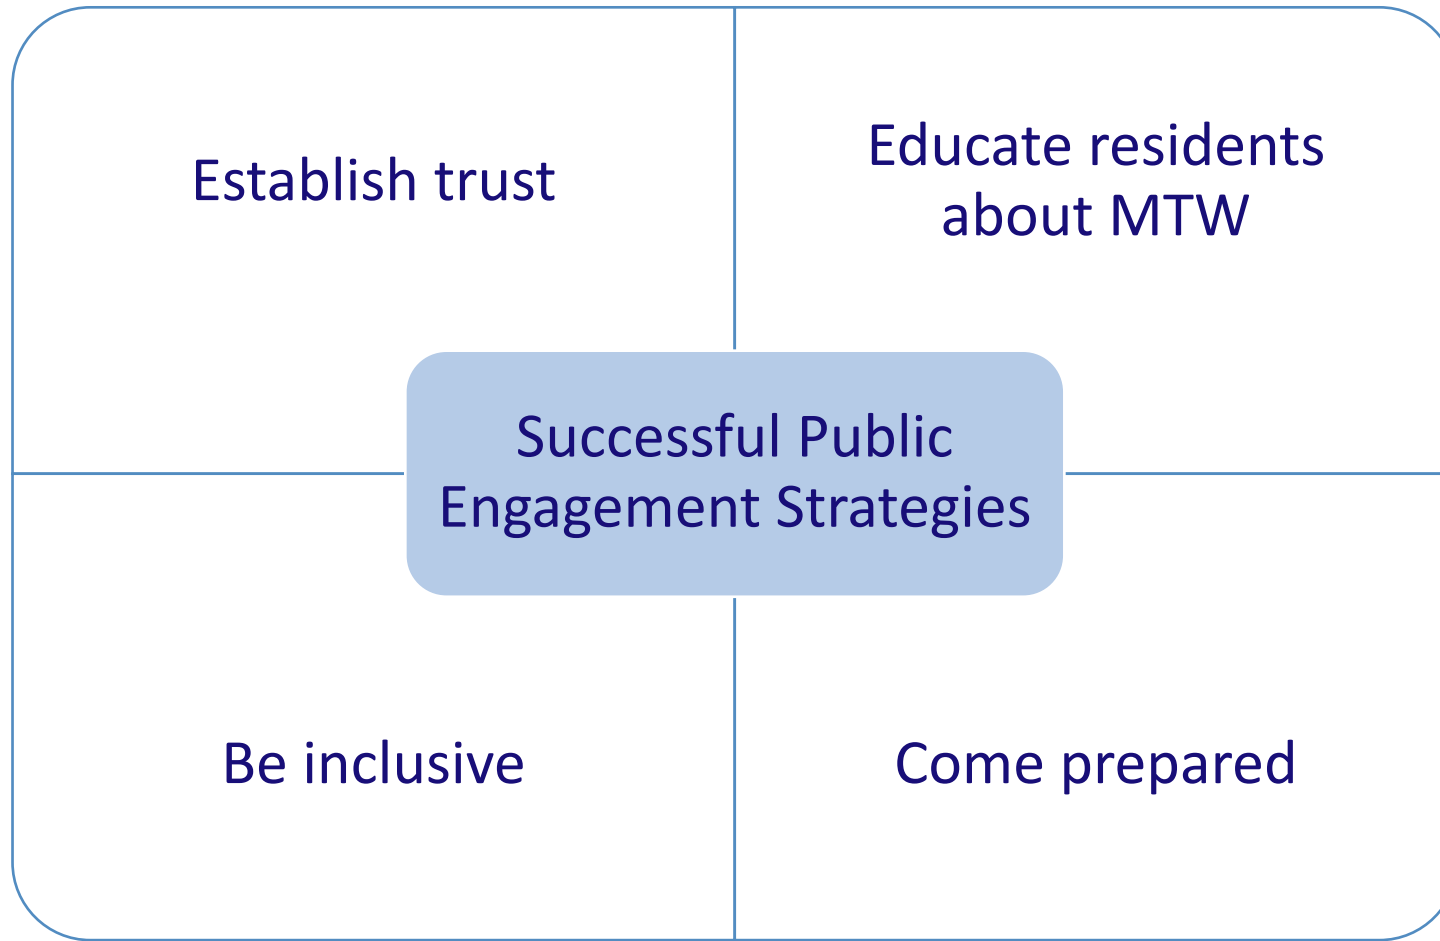 Establish trust
Educate residents
about MTW
Successful Public
Engagement Strategies
Be inclusive
Come prepared